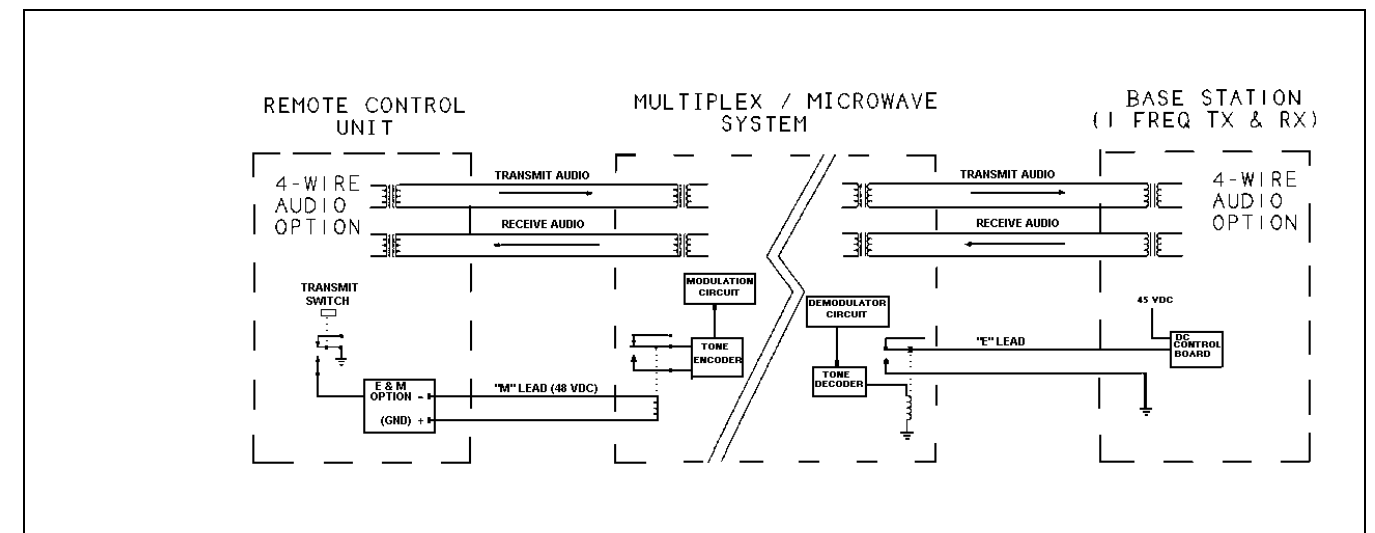 REMOTE CONTROL
UNIT
MULTIPLEX / MICROWAVE
SYSTEM
BASE STATION
(1 FREQ TX & RX)
4-WIRE
AUDIO
OPTION
TRANSMIT AUDIO
RECEIVE AUDIO
TRANSMIT AUDIO
RECEIVE AUDIO
4-WIRE
AUDIO
OPTION
TRANSMIT
SWITCH
MODULATION
CIRCUIT
TONE
ENCODER
DEMODULATOR
CIRCUIT
TONE
DECODER
"E" LEAD
45 VDC
DC
CONTROL
BOARD
E & M
OPTION -
(GND) +
"M" LEAD (48 VDC)